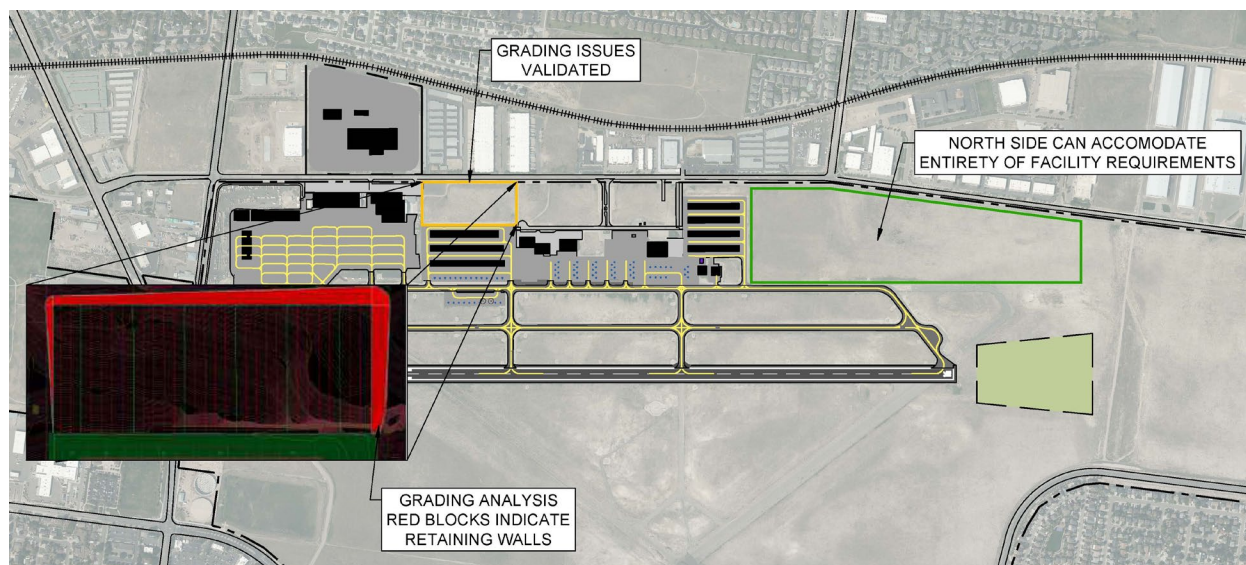 GRADING ISSUES
VALIDATED
NORTH SIDE CAN ACCOMODATE
ENTIRETY OF FACILITY REQUIREMENTS
GRADING ANALYSIS
RED BLOCKS INDICATE
RETAINING WALLS